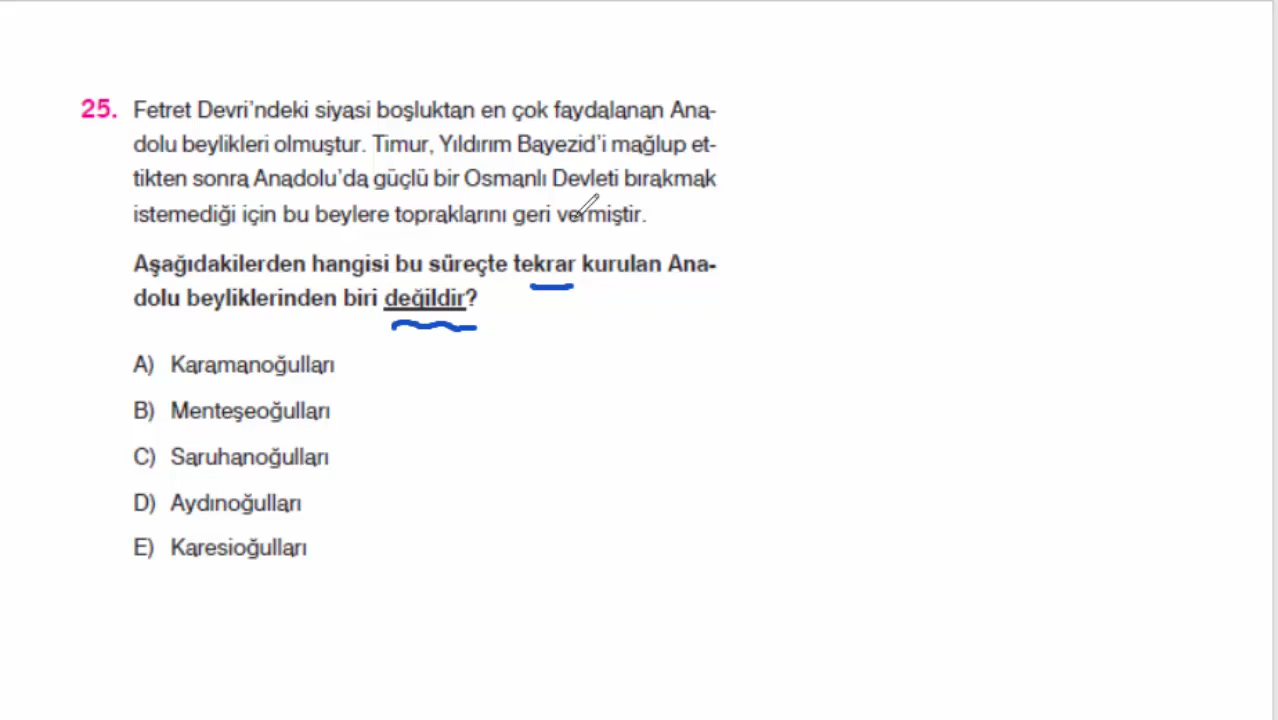 25. Fetret Devri'ndeki siyasi boşluktan en çok faydalanan Ana-
dolu beylikleri olmuştur. Timur, Yıldırım Bayezid'i mağlup et-
tikten sonra Anadolu'da güçlü bir Osmanlı Devleti bırakmak
istemediği için bu beylere topraklarını geri vermiştir.
Aşağıdakilerden hangisi bu süreçte tekrar kurulan Ana-
dolu beyliklerinden biri değildir?
A) Karamanoğulları
B) Menteşeoğulları
C) Saruhanoğulları
D) Aydınoğulları
E) Karesioğulları